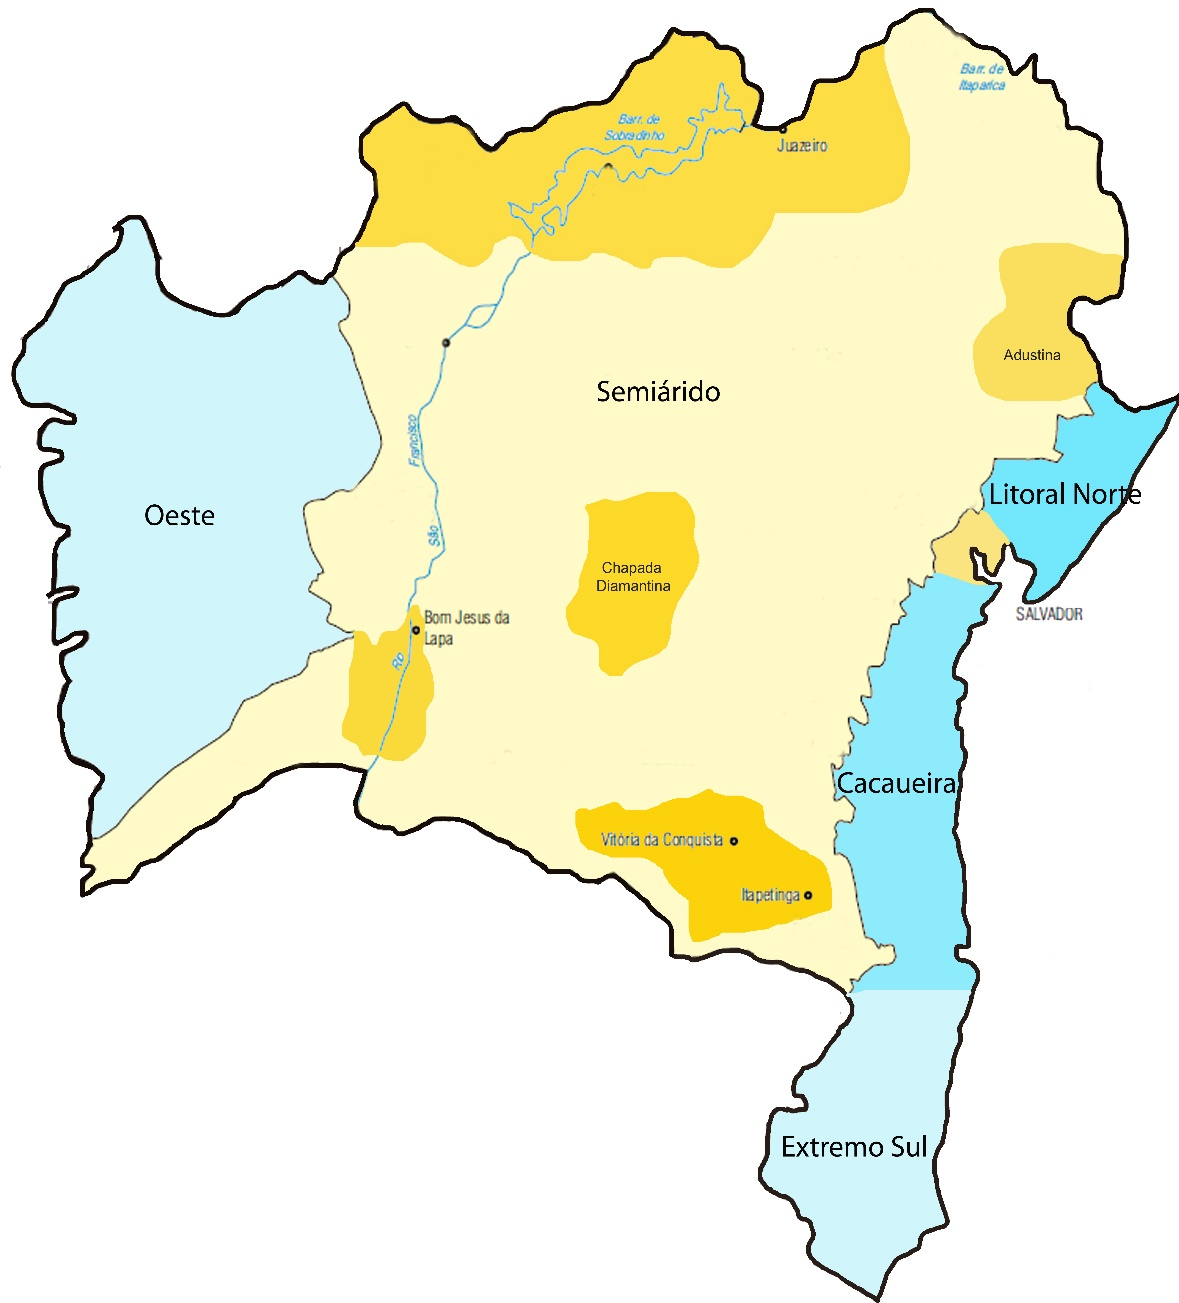 Barr. de
Itaparica
Barr. de
Sobradinho
Juazeiro
Adustina
Semiárido
Francisco
Litoral Norte
Oeste
São
Chapada
Diamantina
SALVADOR
Bom Jesus da
Lapa
Rio
Cacaueira
Vitória da Conquista
Itapetinga
Extremo Sul